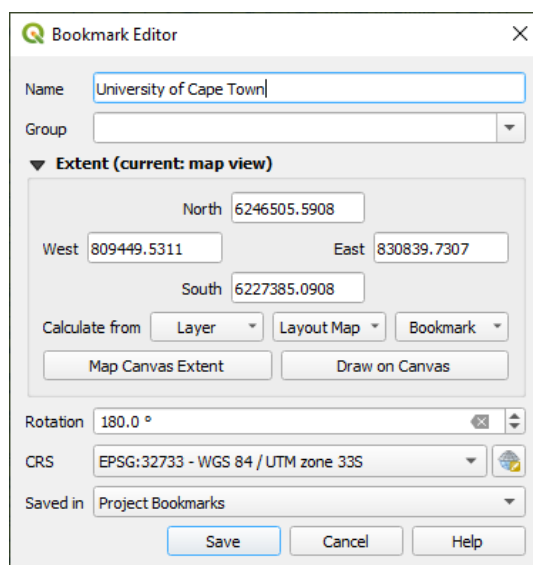 Bookmark Editor
Name University of Cape Town
Group
Extent (current: map view)
North 6246505.5908
West 809449.5311 East 830839.7307
South 6227385.0908
Calculate from Layer Layout Map Bookmark
Map Canvas Extent Draw on Canvas
Rotation 180.0 °
CRS EPSG:32733 - WGS 84 / UTM zone 33S
Saved in Project Bookmarks
Save Cancel Help